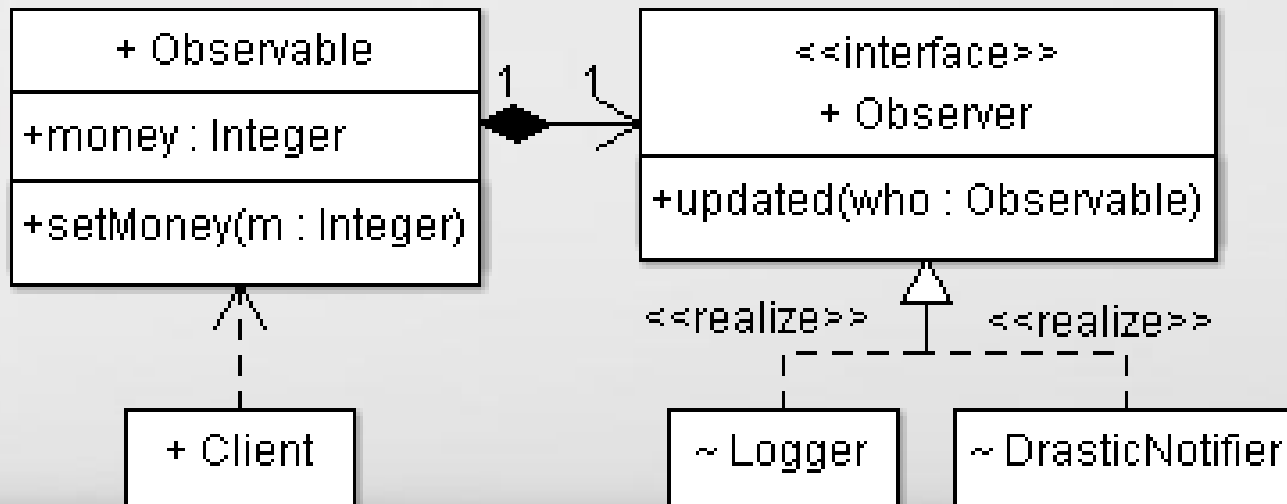 + Observable
+money : Integer
+setMoney(m : Integer)
1
1
<<interface>>
+ Observer
+updated(who : Observable)
<<realize>>
<<realize>>
+ Client
~ Logger
~ DrasticNotifier